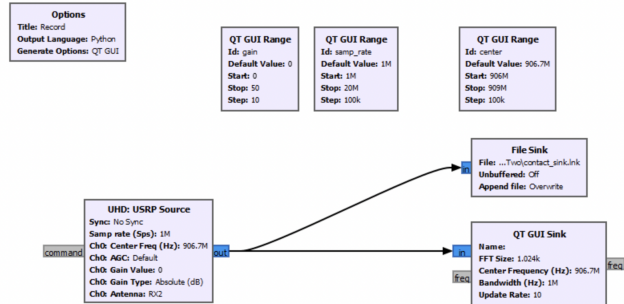 Options
Title: Record
Output Language: Python
Generate Options: QT GUI
QT GUI Range
Id: gain
Default Value: 0
Start: 0
Stop: 50
Step: 10
QT GUI Range
Id: samp_rate
Default Value: 1M
Start: 1M
Stop: 20M
Step: 100k
QT GUI Range
Id: center
Default Value: 906.7M
Start: 906M
Stop: 909M
Step: 100k
File Sink
File: ...Two\contact_sink.lnk
Unbuffered: Off
Append file: Overwrite
in
UHD: USRP Source
Sync: No Sync
Samp rate (Sps): 1M
Ch0: Center Freq (Hz): 906.7M
Ch0: AGC: Default
Ch0: Gain Value: 0
Ch0: Gain Type: Absolute (dB)
Ch0: Antenna: RX2
command
out
QT GUI Sink
Name:
FFT Size: 1.024k
Center Frequency (Hz): 906.7M
Bandwidth (Hz): 1M
Update Rate: 10
in
freq
freq